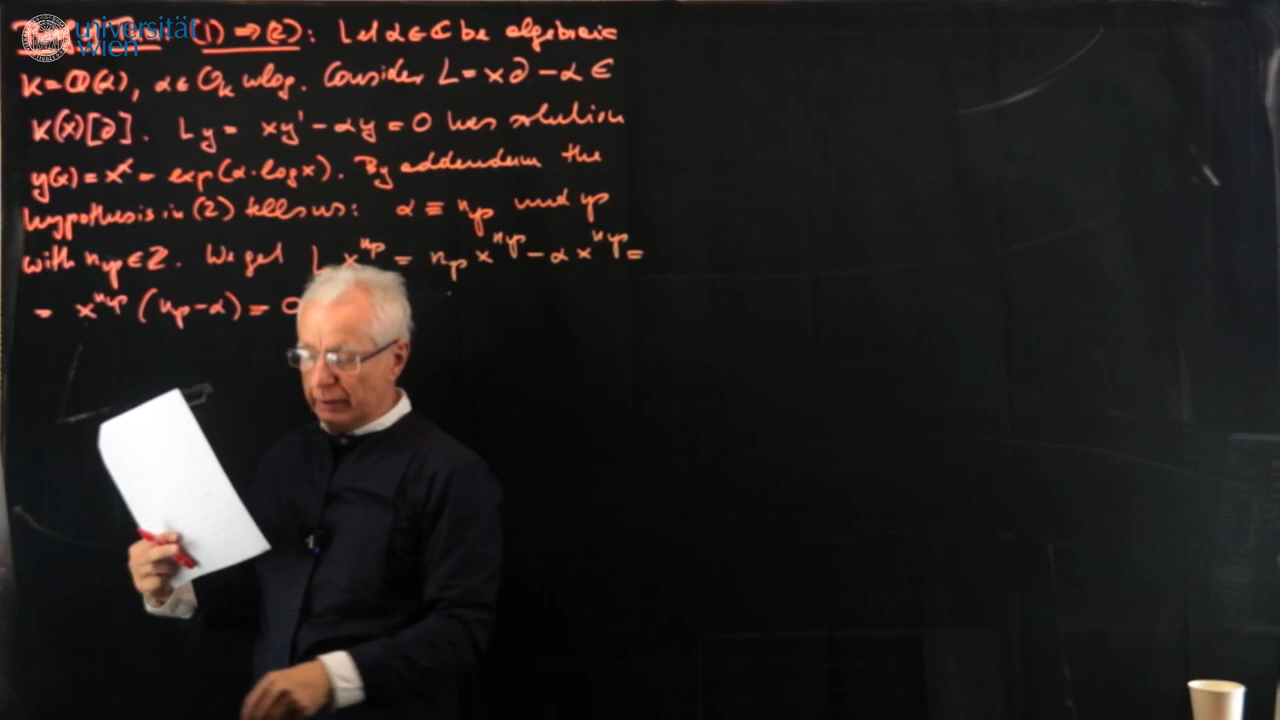 universität
wien
(1) ⇒ (2): Let α ∈ ℂ be algebraic
K = ℚ(α), α ∈ O_K wlog. Consider L = x∂ - α ∈
K(x)[∂]. Ly = xy' - αy = 0 has solution
y(x) = x^α = exp(α·log x). By addendum the
hypothesis in (2) tells us: α ≡ n_p mod p
with n_p ∈ ℤ. We get L x^{n_p} = n_p x^{n_p} - α x^{n_p} =
= x^{n_p} (n_p - α) = 0